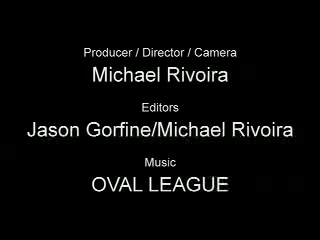 Producer / Director / Camera
Michael Rivoira
Editors
Jason Gorfine/Michael Rivoira
Music
OVAL LEAGUE